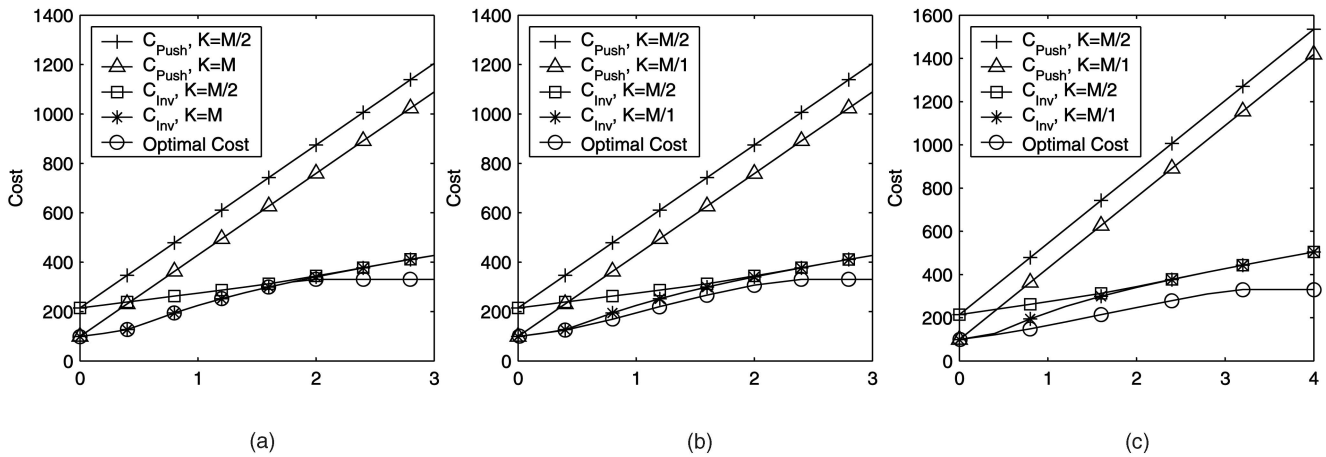 1400
1200
1000
800
600
400
200
0
Cost
C_Push, K=M/2
C_Push, K=M
C_Inv, K=M/2
C_Inv, K=M
Optimal Cost
0 1 2 3
(a)
1400
1200
1000
800
600
400
200
0
Cost
C_Push, K=M/2
C_Push, K=M/1
C_Inv, K=M/2
C_Inv, K=M/1
Optimal Cost
0 1 2 3
(b)
1600
1400
1200
1000
800
600
400
200
0
Cost
C_Push, K=M/2
C_Push, K=M/1
C_Inv, K=M/2
C_Inv, K=M/1
Optimal Cost
0 1 2 3 4
(c)